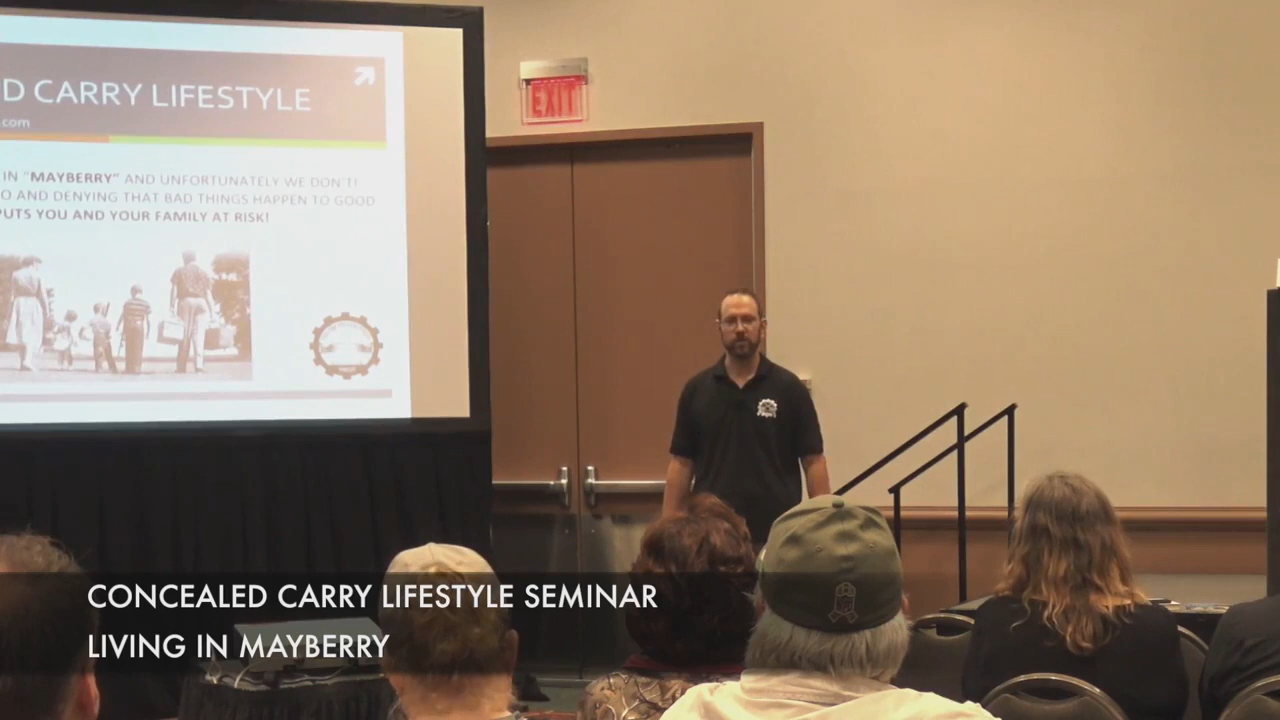 D CARRY LIFESTYLE
.com
IN "MAYBERRY" AND UNFORTUNATELY WE DON'T!
O AND DENYING THAT BAD THINGS HAPPEN TO GOOD
PUTS YOU AND YOUR FAMILY AT RISK!
EXIT
CONCEALED CARRY LIFESTYLE SEMINAR
LIVING IN MAYBERRY